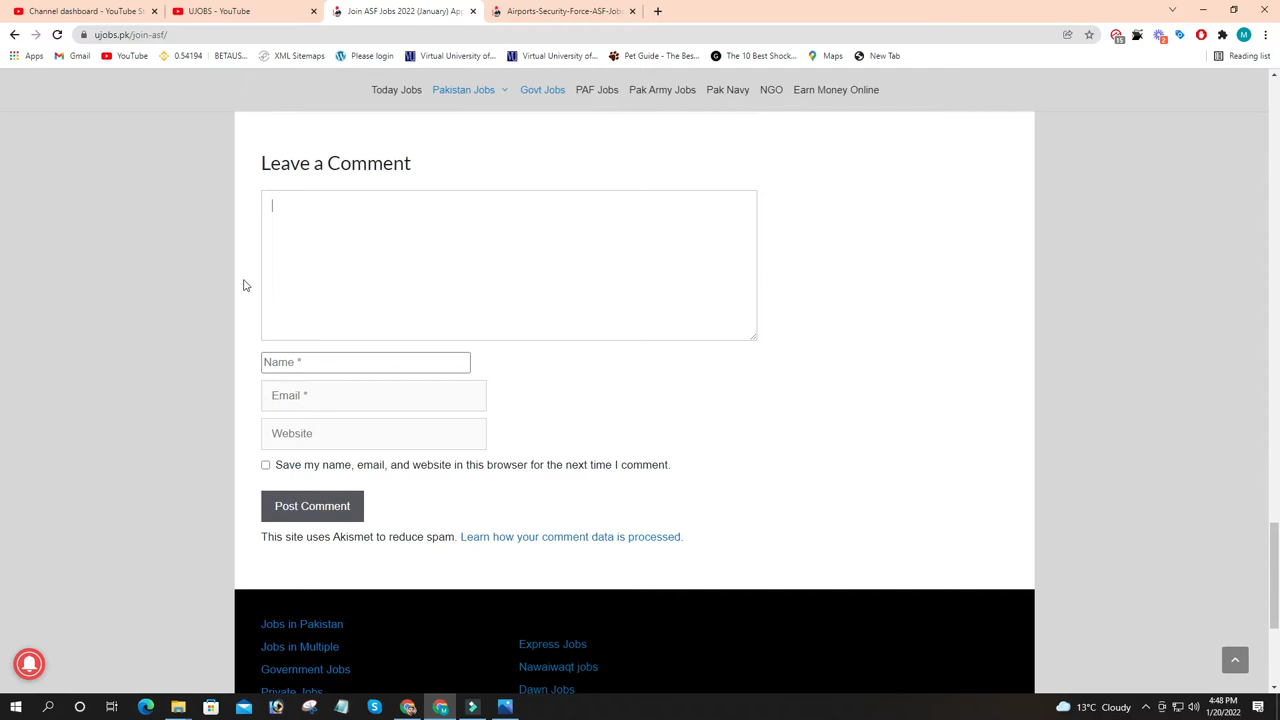 Channel dashboard - YouTube S
UJOBS - YouTube
Join ASF Jobs 2022 (January) Ap
Airports-Security-Force-ASF-Jobs
ujobs.pk/join-asf/
15
2
M
Apps
Gmail
YouTube
0.54194
BETAUS...
XML Sitemaps
Please login
Virtual University of...
Virtual University of...
Pet Guide - The Bes...
The 10 Best Shock...
Maps
New Tab
Reading list
Today Jobs
Pakistan Jobs
Govt Jobs
PAF Jobs
Pak Army Jobs
Pak Navy
NGO
Earn Money Online
Leave a Comment
Name *
Email *
Website
Save my name, email, and website in this browser for the next time I comment.
Post Comment
This site uses Akismet to reduce spam. Learn how your comment data is processed.
Jobs in Pakistan
Jobs in Multiple
Government Jobs
Private Jobs
Express Jobs
Nawaiwaqt jobs
Dawn Jobs
13°C Cloudy
4:48 PM
1/20/2022